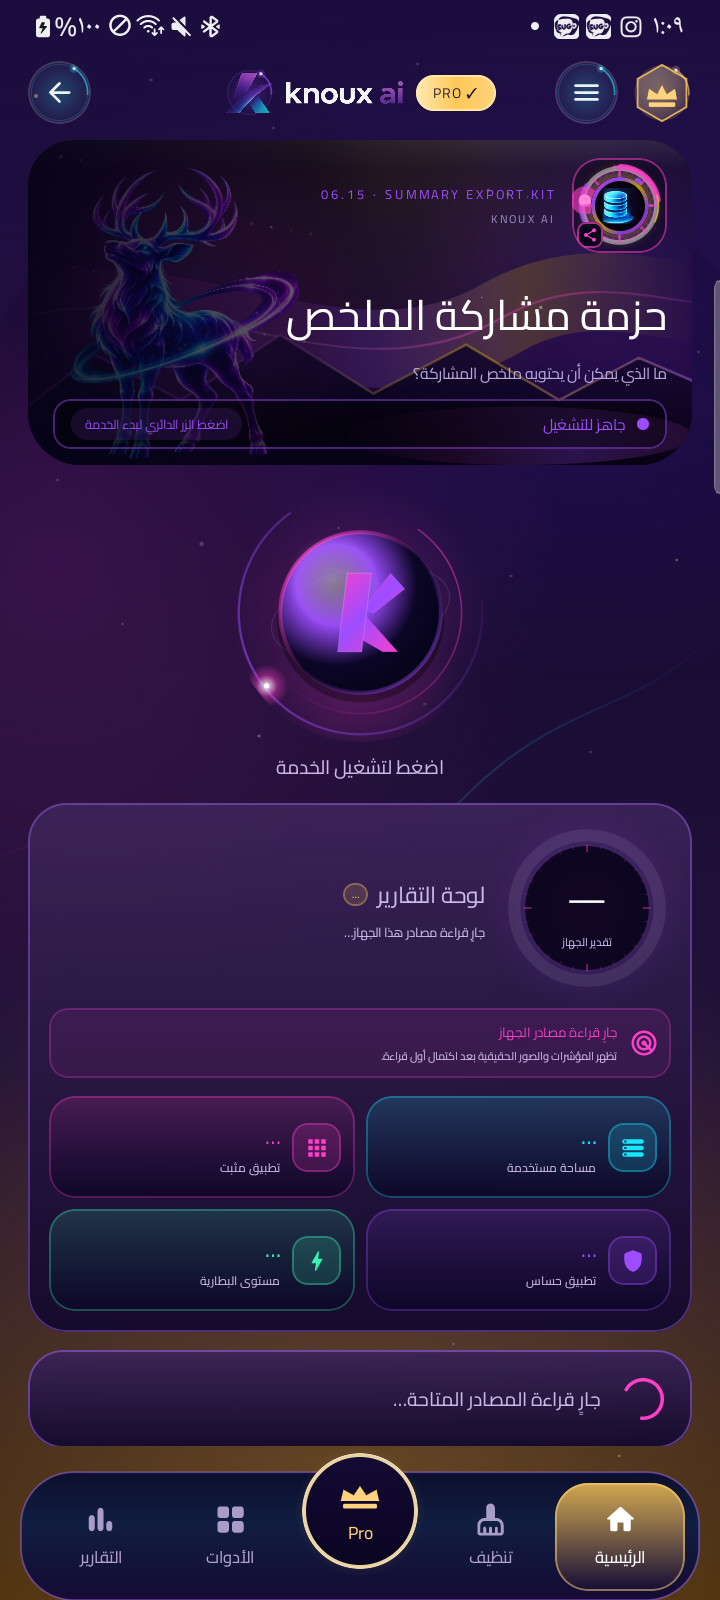 ١:٠٩
%١٠٠
knoux ai
PRO ✓
06.15 · SUMMARY EXPORT KIT
KNOUX AI
حزمة مشاركة الملخص
ما الذي يمكن أن يحتويه ملخص المشاركة؟
جاهز للتشغيل
اضغط الزر الدائري لبدء الخدمة
اضغط لتشغيل الخدمة
—
تقدير الجهاز
لوحة التقارير ...
جارٍ قراءة مصادر هذا الجهاز...
جارٍ قراءة مصادر الجهاز
تظهر المؤشرات والصور الحقيقية بعد اكتمال أول قراءة.
...
مساحة مستخدمة
...
تطبيق مثبت
...
تطبيق حساس
...
مستوى البطارية
جارٍ قراءة المصادر المتاحة...
الرئيسية
تنظيف
Pro
الأدوات
التقارير